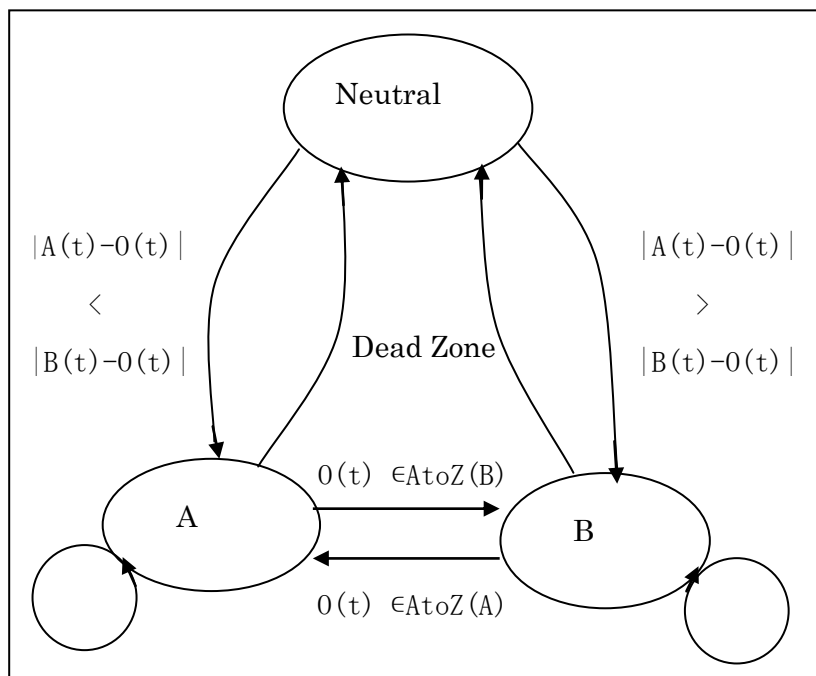 Neutral
|A(t)-O(t)|
<
|B(t)-O(t)|
|A(t)-O(t)|
>
|B(t)-O(t)|
Dead Zone
O(t) ∈AtoZ(B)
A
B
O(t) ∈AtoZ(A)